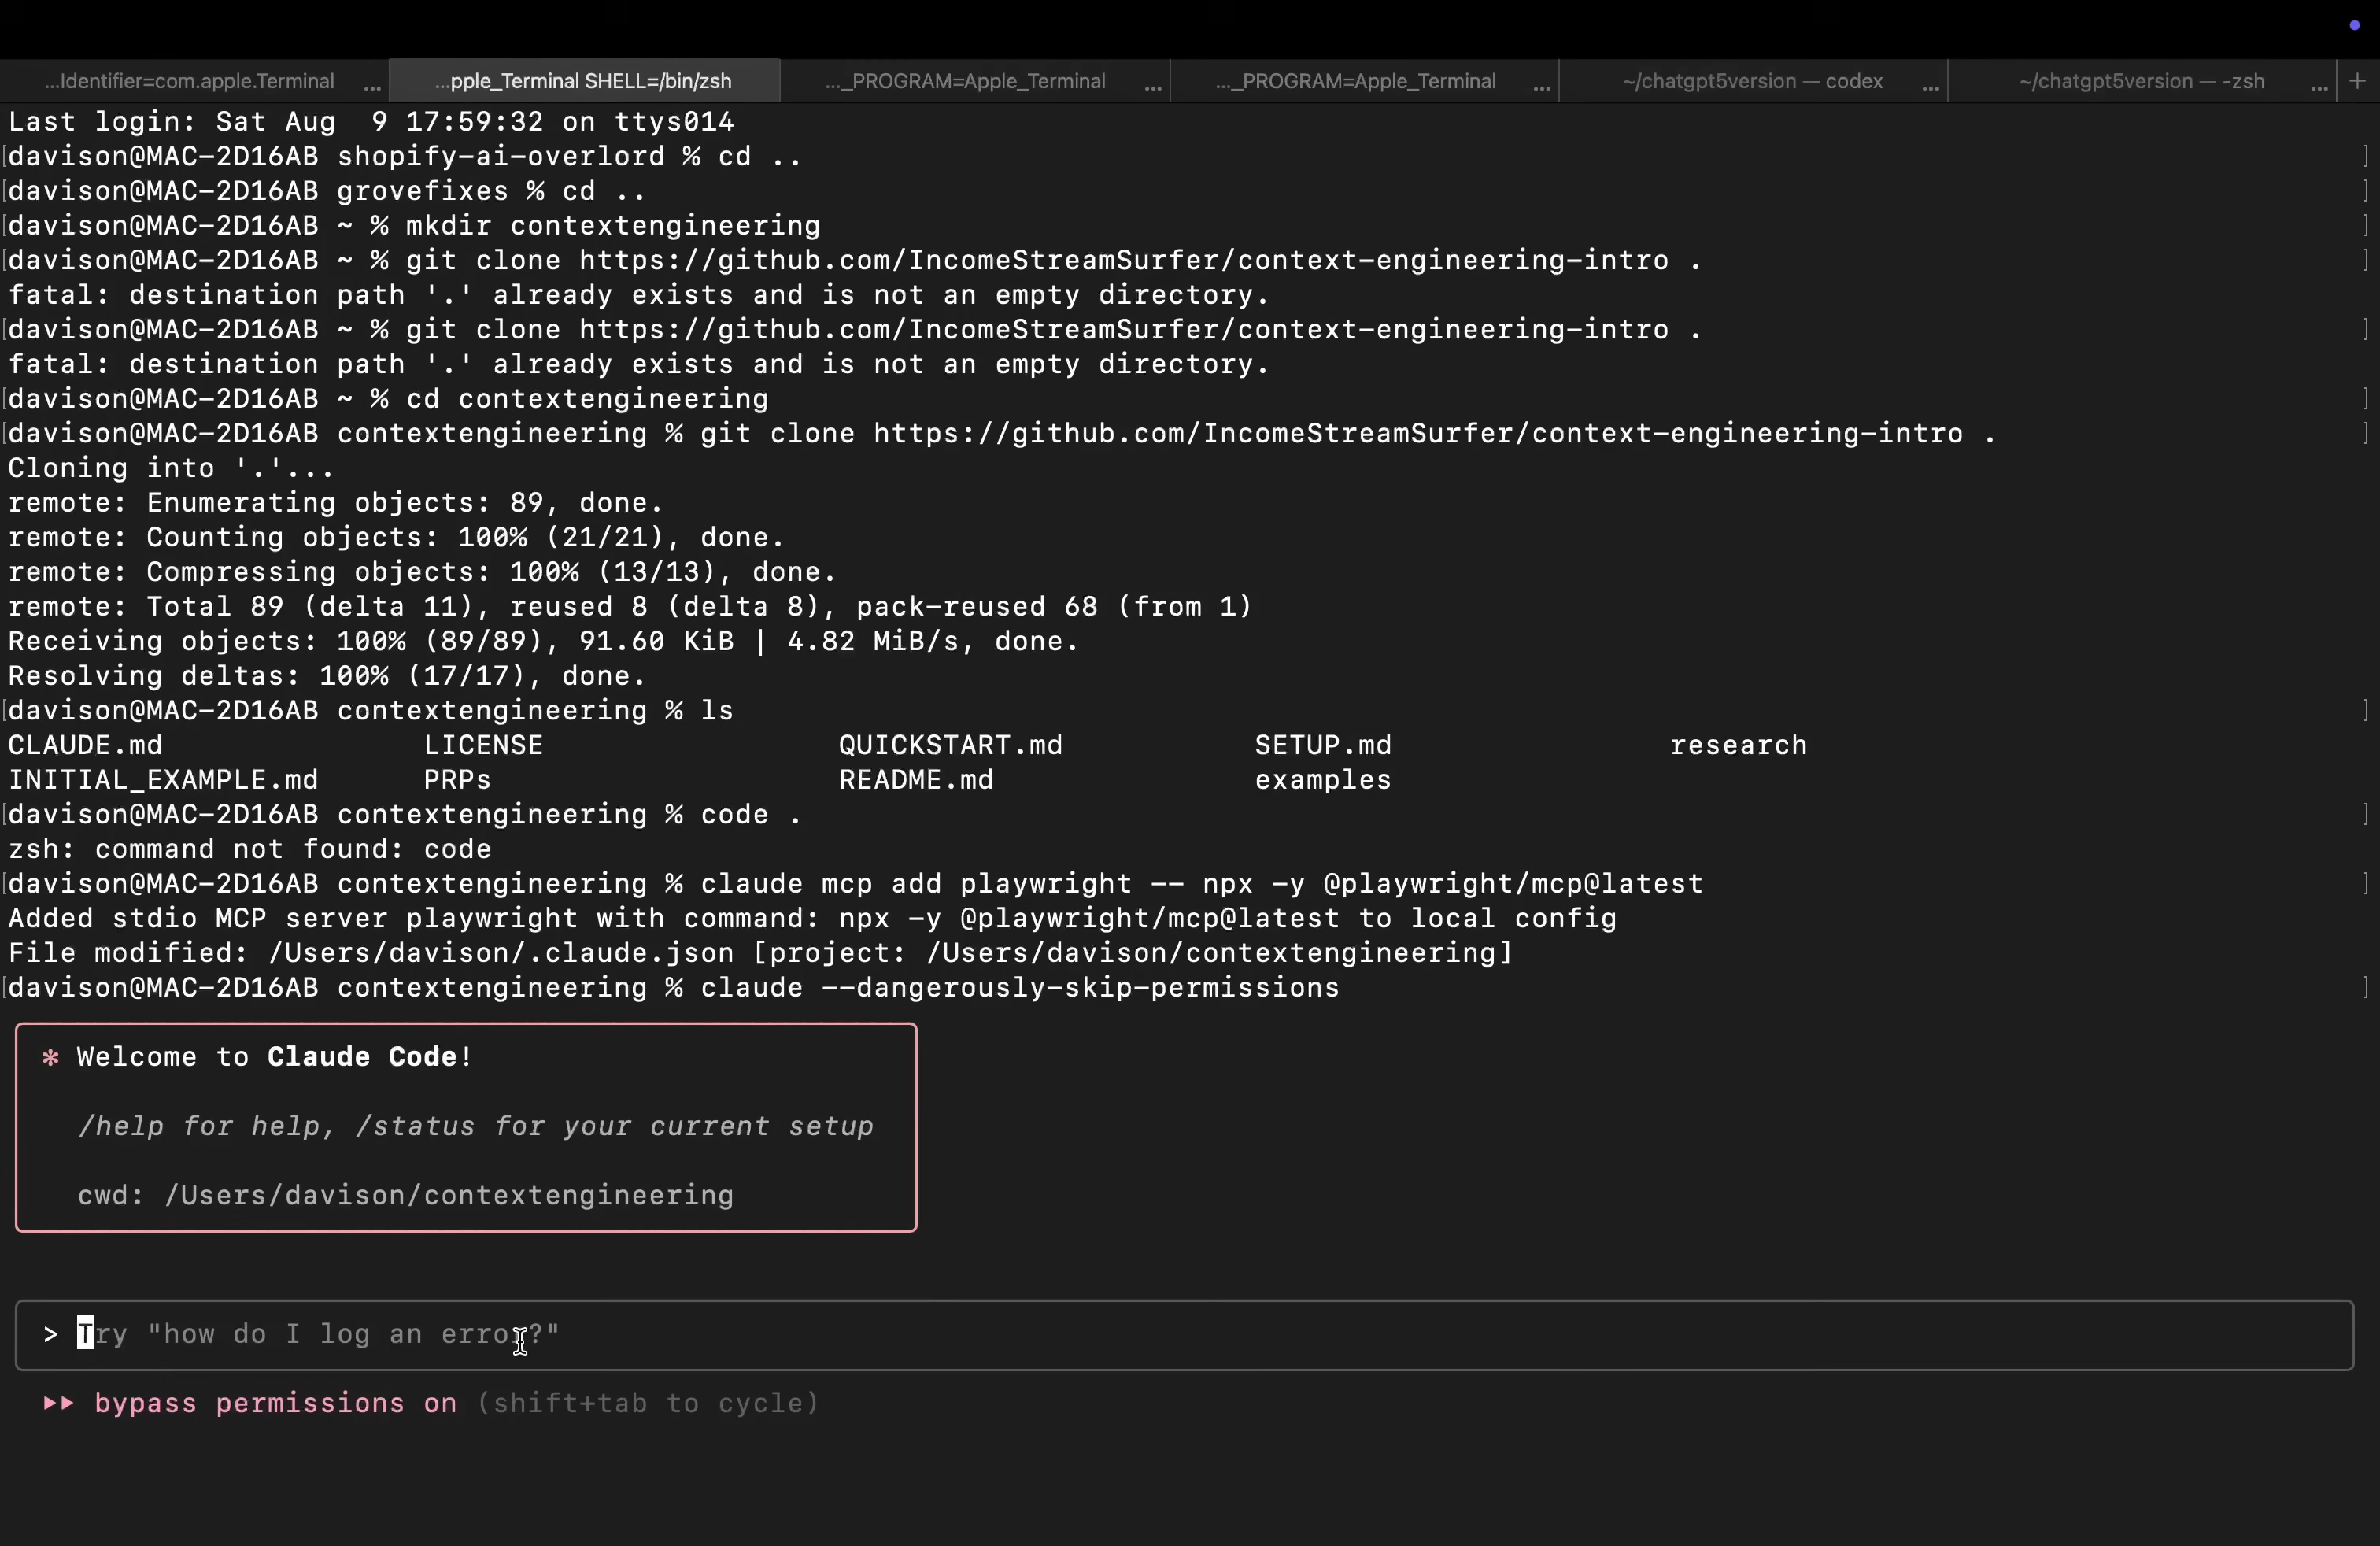 ...Identifier=com.apple.Terminal ... ...pple_Terminal SHELL=/bin/zsh ..._PROGRAM=Apple_Terminal ... ..._PROGRAM=Apple_Terminal ... ~/chatgpt5version — codex ... ~/chatgpt5version — -zsh ... +
Last login: Sat Aug  9 17:59:32 on ttys014
[davison@MAC-2D16AB shopify-ai-overlord % cd .. ]
[davison@MAC-2D16AB grovefixes % cd .. ]
[davison@MAC-2D16AB ~ % mkdir contextengineering ]
[davison@MAC-2D16AB ~ % git clone https://github.com/IncomeStreamSurfer/context-engineering-intro . ]
fatal: destination path '.' already exists and is not an empty directory.
[davison@MAC-2D16AB ~ % git clone https://github.com/IncomeStreamSurfer/context-engineering-intro . ]
fatal: destination path '.' already exists and is not an empty directory.
[davison@MAC-2D16AB ~ % cd contextengineering ]
[davison@MAC-2D16AB contextengineering % git clone https://github.com/IncomeStreamSurfer/context-engineering-intro . ]
Cloning into '.'...
remote: Enumerating objects: 89, done.
remote: Counting objects: 100% (21/21), done.
remote: Compressing objects: 100% (13/13), done.
remote: Total 89 (delta 11), reused 8 (delta 8), pack-reused 68 (from 1)
Receiving objects: 100% (89/89), 91.60 KiB | 4.82 MiB/s, done.
Resolving deltas: 100% (17/17), done.
[davison@MAC-2D16AB contextengineering % ls ]
CLAUDE.md LICENSE QUICKSTART.md SETUP.md research
INITIAL_EXAMPLE.md PRPs README.md examples
[davison@MAC-2D16AB contextengineering % code . ]
zsh: command not found: code
[davison@MAC-2D16AB contextengineering % claude mcp add playwright -- npx -y @playwright/mcp@latest ]
Added stdio MCP server playwright with command: npx -y @playwright/mcp@latest to local config
File modified: /Users/davison/.claude.json [project: /Users/davison/contextengineering]
[davison@MAC-2D16AB contextengineering % claude --dangerously-skip-permissions ]
✻ Welcome to Claude Code!
/help for help, /status for your current setup
cwd: /Users/davison/contextengineering
> Try "how do I log an error?"
⏵⏵ bypass permissions on (shift+tab to cycle)